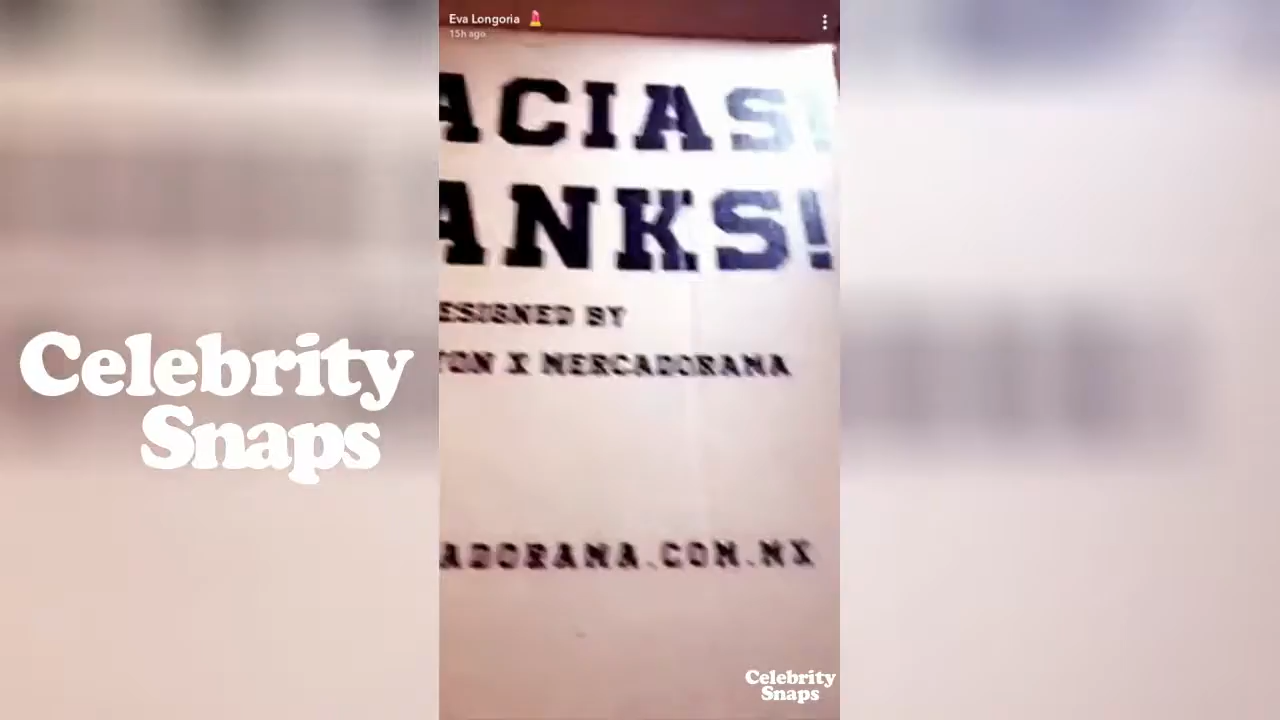 Eva Longoria
15h ago
ACIAS!
ANKS!
ESIGNED BY
TON X MERCADORAMA
ADORAMA.COM.MX
Celebrity
Snaps
Celebrity
Snaps